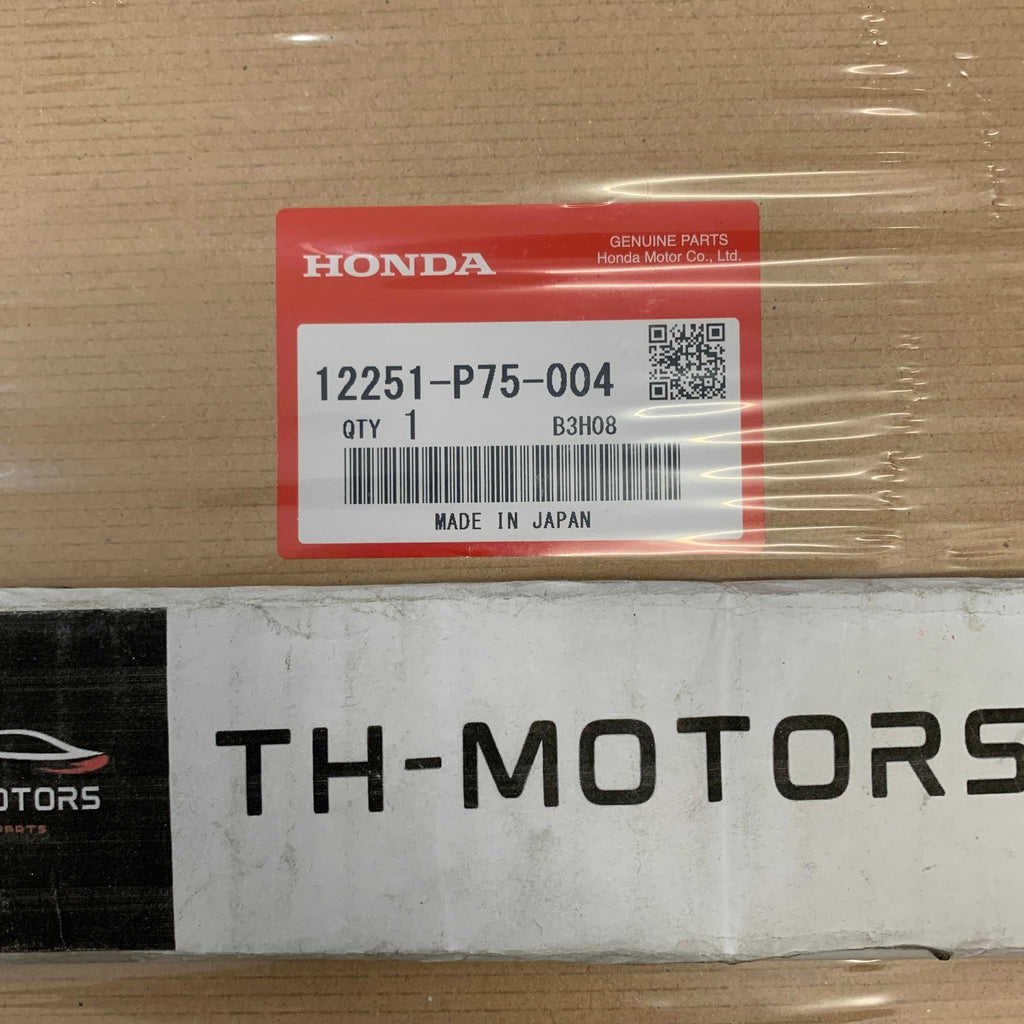 GENUINE PARTS
HONDA Honda Motor Co., Ltd.
12251-P75-004
QTY 1 B3H08
MADE IN JAPAN
TH-MOTORS
OTORS
PARTS